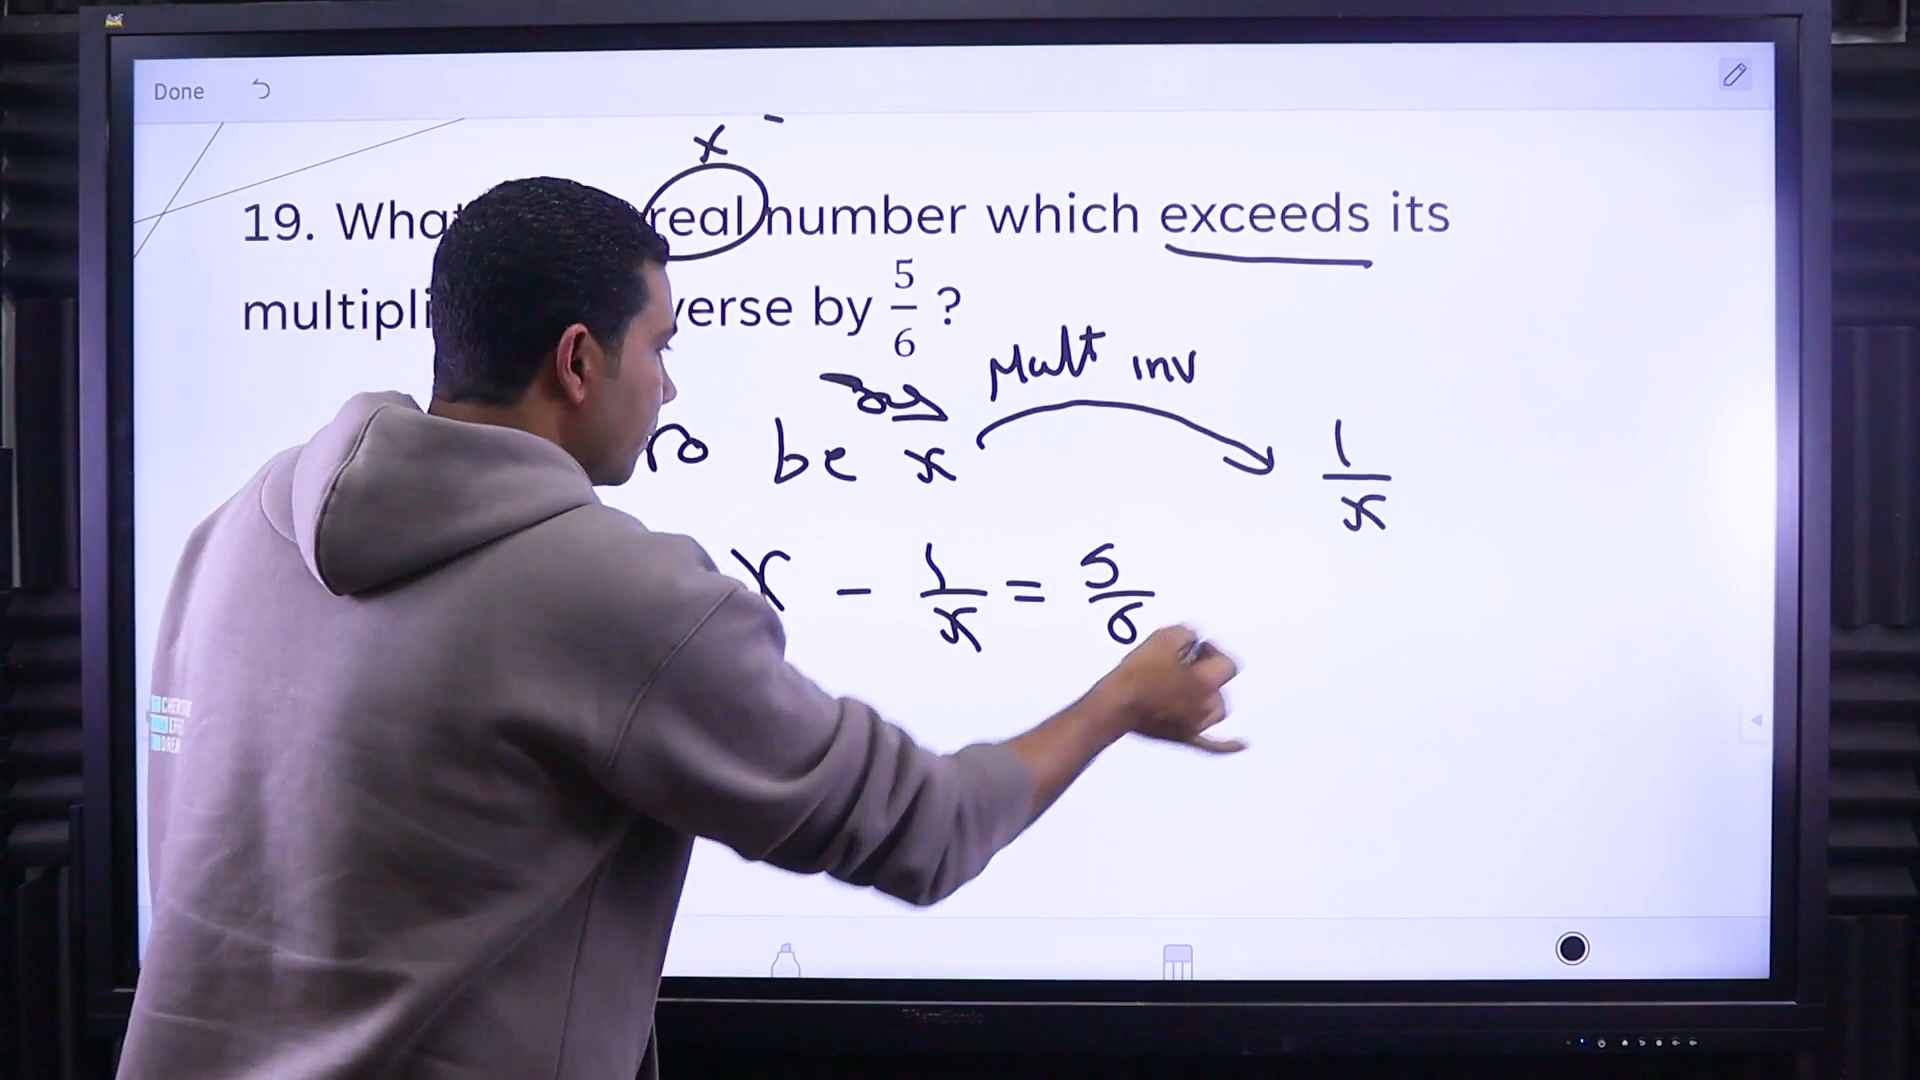 Done
x -
19. What real number which exceeds its
multipli verse by 5/6 ?
Mult inv
be x 1/x
x - 1/x = 5/6
ViewSonic